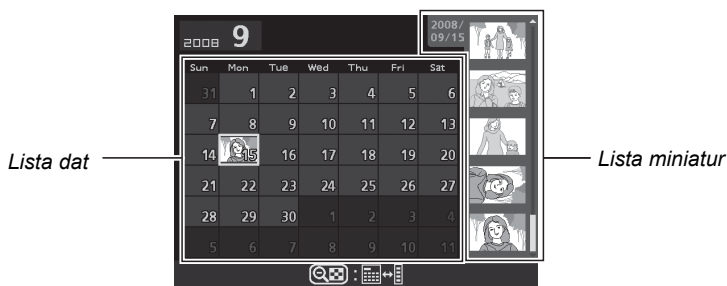 2008 9
2008/
09/15
Sun Mon Tue Wed Thu Fri Sat
31 1 2 3 4 5 6
7 8 9 10 11 12 13
14 15 16 17 18 19 20
21 22 23 24 25 26 27
28 29 30 1 2 3 4
5 6 7 8 9 10 11
:
Lista dat
Lista miniatur